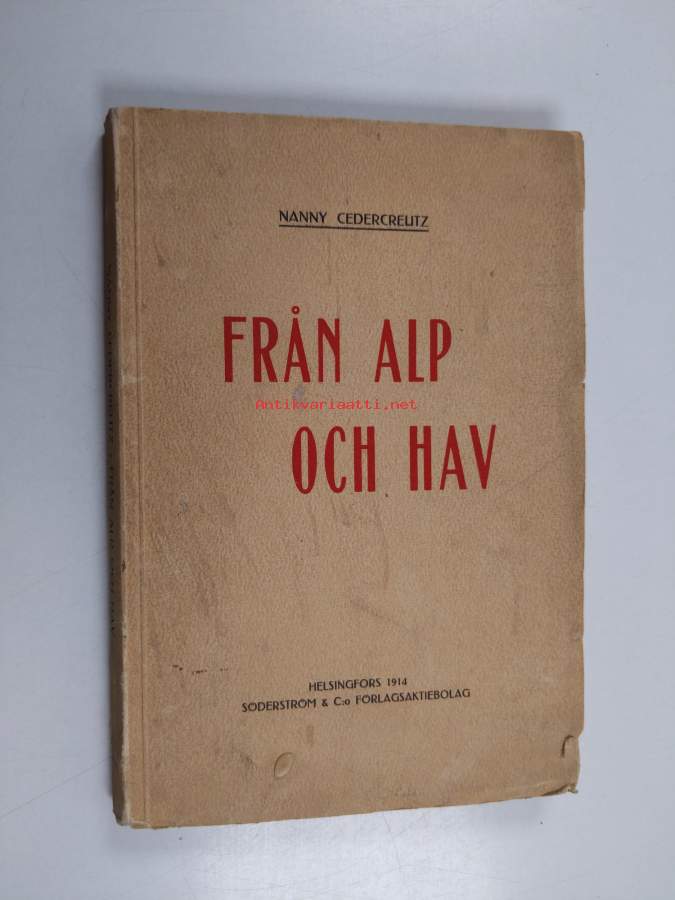 NANNY CEDERCREUTZ
FRÅN ALP
Antikvariaatti.net
OCH HAV
HELSINGFORS 1914
SÖDERSTRÖM & C:o FÖRLAGSAKTIEBOLAG